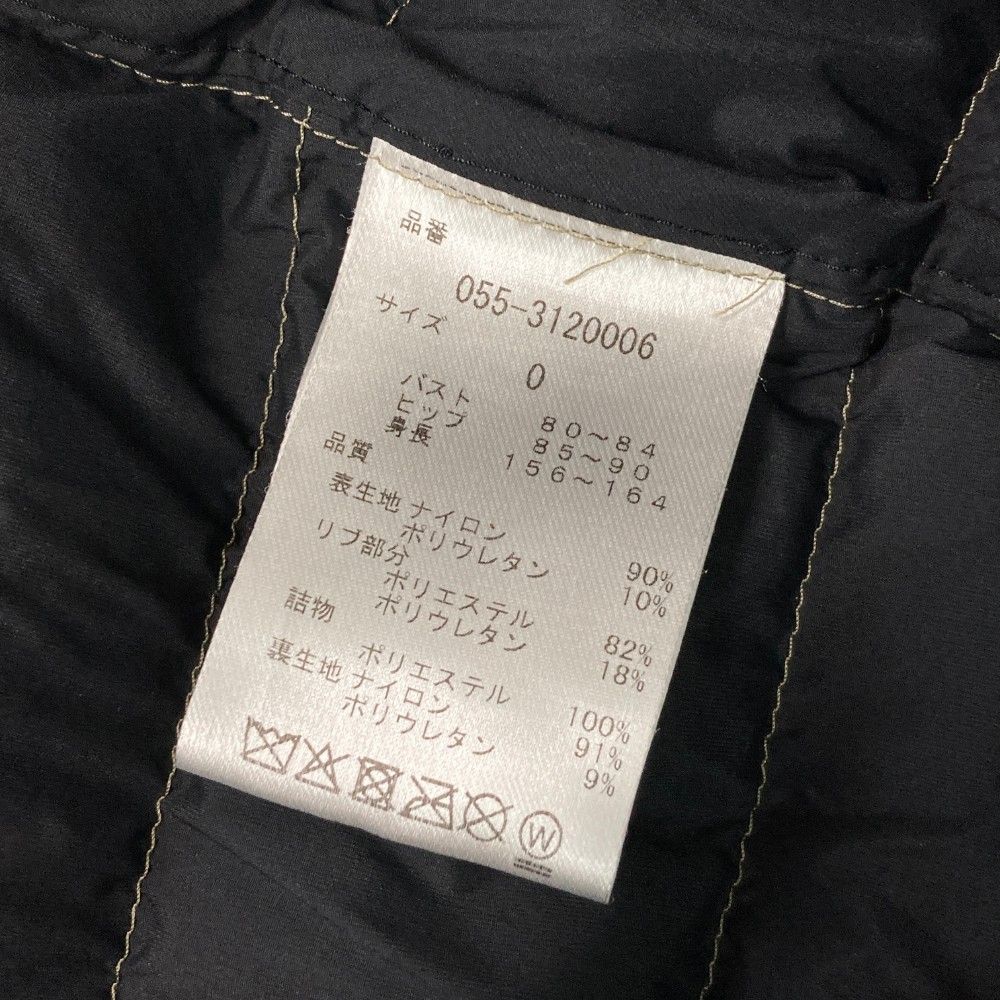 品番
055-3120006
サイズ
0
バスト 80～84
ヒップ 85～90
身長 156～164
品質
表生地 ナイロン 90%
ポリウレタン 10%
リブ部分
ポリエステル 82%
ポリウレタン 18%
詰物
ポリエステル 100%
裏生地 ナイロン 91%
ポリウレタン 9%
W